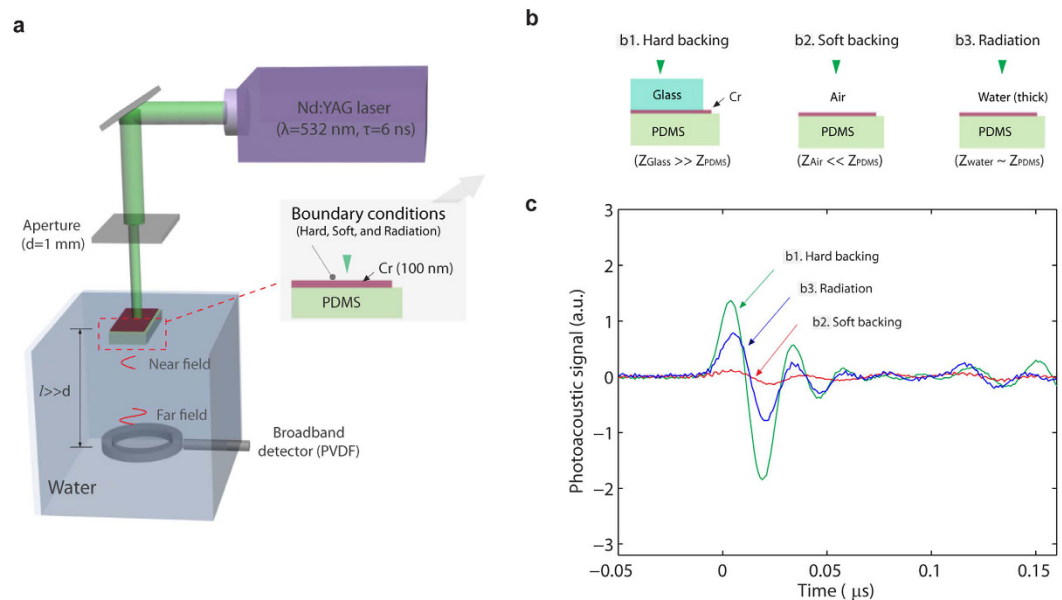 a
Nd:YAG laser
(λ=532 nm, τ=6 ns)
Aperture
(d=1 mm)
Boundary conditions
(Hard, Soft, and Radiation)
Cr (100 nm)
PDMS
l>>d
Near field
Far field
Broadband
detector (PVDF)
Water
b
b1. Hard backing
b2. Soft backing
b3. Radiation
Glass
Cr
Air
Water (thick)
PDMS
PDMS
PDMS
(ZGlass >> ZPDMS)
(ZAir << ZPDMS)
(Zwater ~ ZPDMS)
c
3
2
1
0
−1
−2
−3
Photoacoustic signal (a.u.)
b1. Hard backing
b3. Radiation
b2. Soft backing
−0.05
0
0.05
0.1
0.15
Time ( μs)